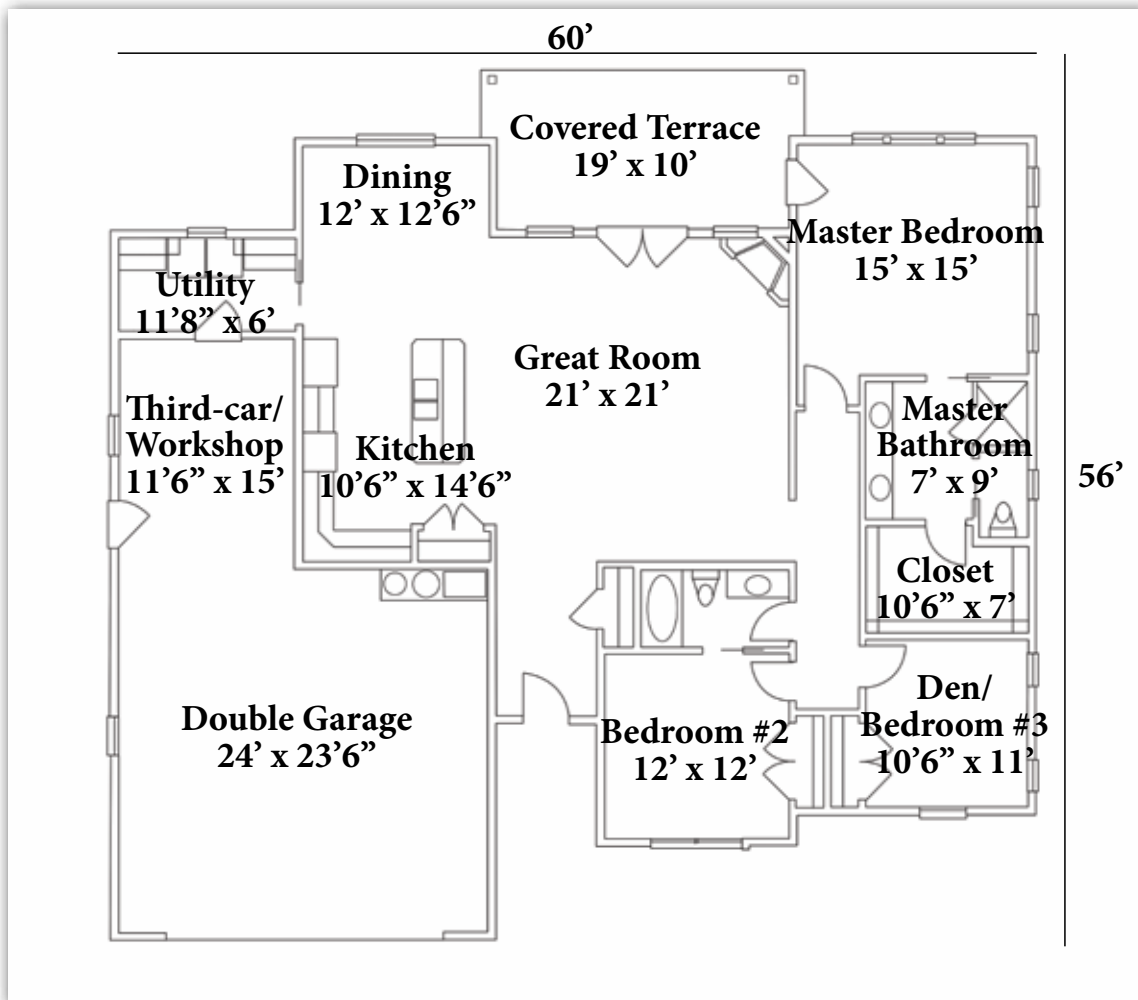 60’
Covered Terrace
19’ x 10’
Dining
12’ x 12’6”
Master Bedroom
15’ x 15’
Utility
11’8” x 6’
Great Room
21’ x 21’
Third-car/
Workshop
11’6” x 15’
Kitchen
10’6” x 14’6”
Master
Bathroom
7’ x 9’
56’
Closet
10’6” x 7’
Double Garage
24’ x 23’6”
Bedroom #2
12’ x 12’
Den/
Bedroom #3
10’6” x 11’